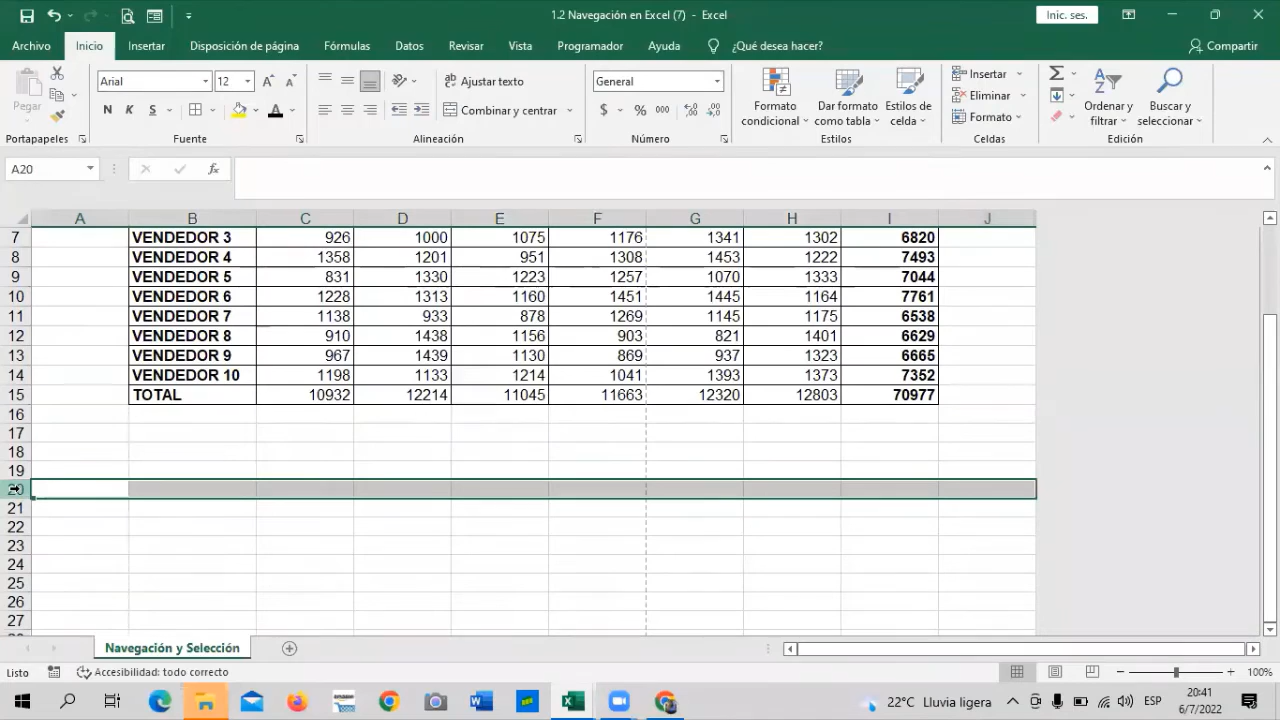 1.2 Navegación en Excel (7) - Excel
Inic. ses.
Archivo Inicio Insertar Disposición de página Fórmulas Datos Revisar Vista Programador Ayuda ¿Qué desea hacer? Compartir
Pegar
Arial 12
N K S
Ajustar texto
Combinar y centrar
General
$ % 000
Formato condicional
Dar formato como tabla
Estilos de celda
Insertar
Eliminar
Formato
Ordenar y filtrar
Buscar y seleccionar
Portapapeles Fuente Alineación Número Estilos Celdas Edición
A20 fx
A B C D E F G H I J
7 VENDEDOR 3 926 1000 1075 1176 1341 1302 6820
8 VENDEDOR 4 1358 1201 951 1308 1453 1222 7493
9 VENDEDOR 5 831 1330 1223 1257 1070 1333 7044
10 VENDEDOR 6 1228 1313 1160 1451 1445 1164 7761
11 VENDEDOR 7 1138 933 878 1269 1145 1175 6538
12 VENDEDOR 8 910 1438 1156 903 821 1401 6629
13 VENDEDOR 9 967 1439 1130 869 937 1323 6665
14 VENDEDOR 10 1198 1133 1214 1041 1393 1373 7352
15 TOTAL 10932 12214 11045 11663 12320 12803 70977
16
17
18
19
21
22
23
24
25
26
27
Navegación y Selección
Listo Accesibilidad: todo correcto 100%
22°C Lluvia ligera ESP 20:41
6/7/2022